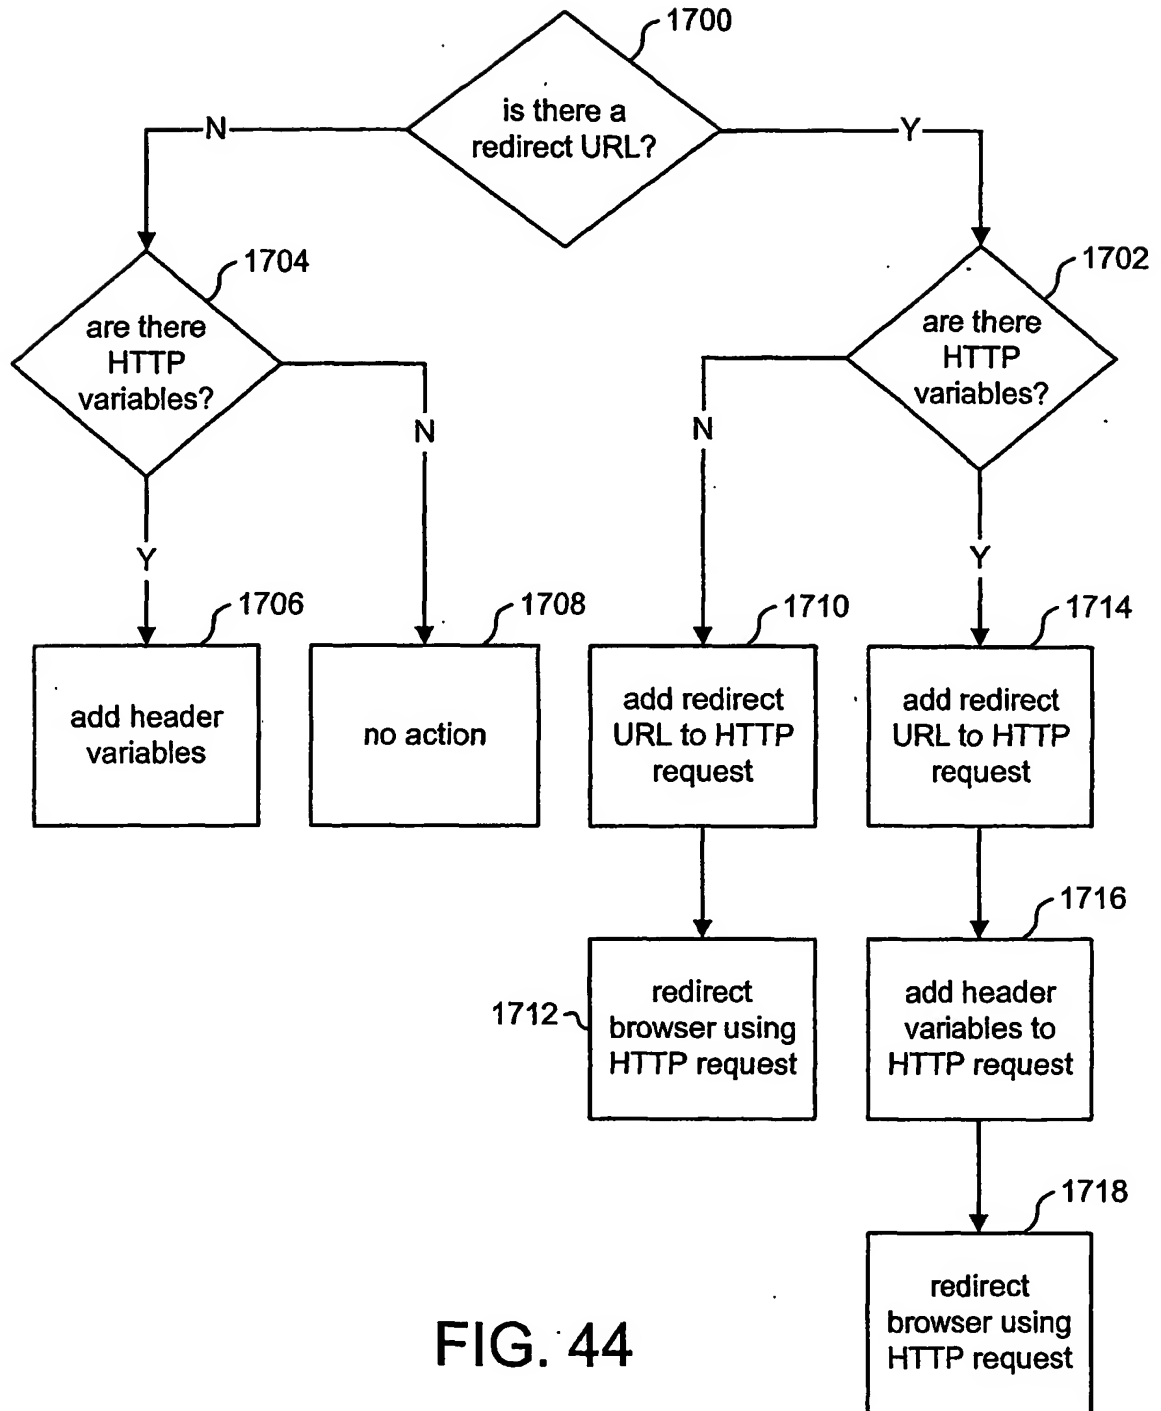 1700
is there a
redirect URL?
N
Y
1704
are there
HTTP
variables?
1702
are there
HTTP
variables?
N
N
Y
Y
1706
add header
variables
1708
no action
1710
add redirect
URL to HTTP
request
1714
add redirect
URL to HTTP
request
1712
redirect
browser using
HTTP request
1716
add header
variables to
HTTP request
1718
redirect
browser using
HTTP request
FIG. 44